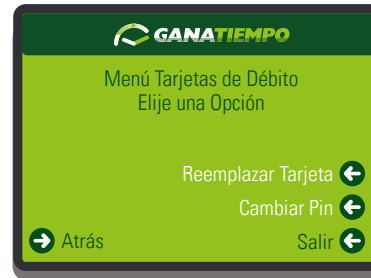 GANATIEMPO
Menú Tarjetas de Débito
Elije una Opción
Reemplazar Tarjeta
Cambiar Pin
Atrás
Salir